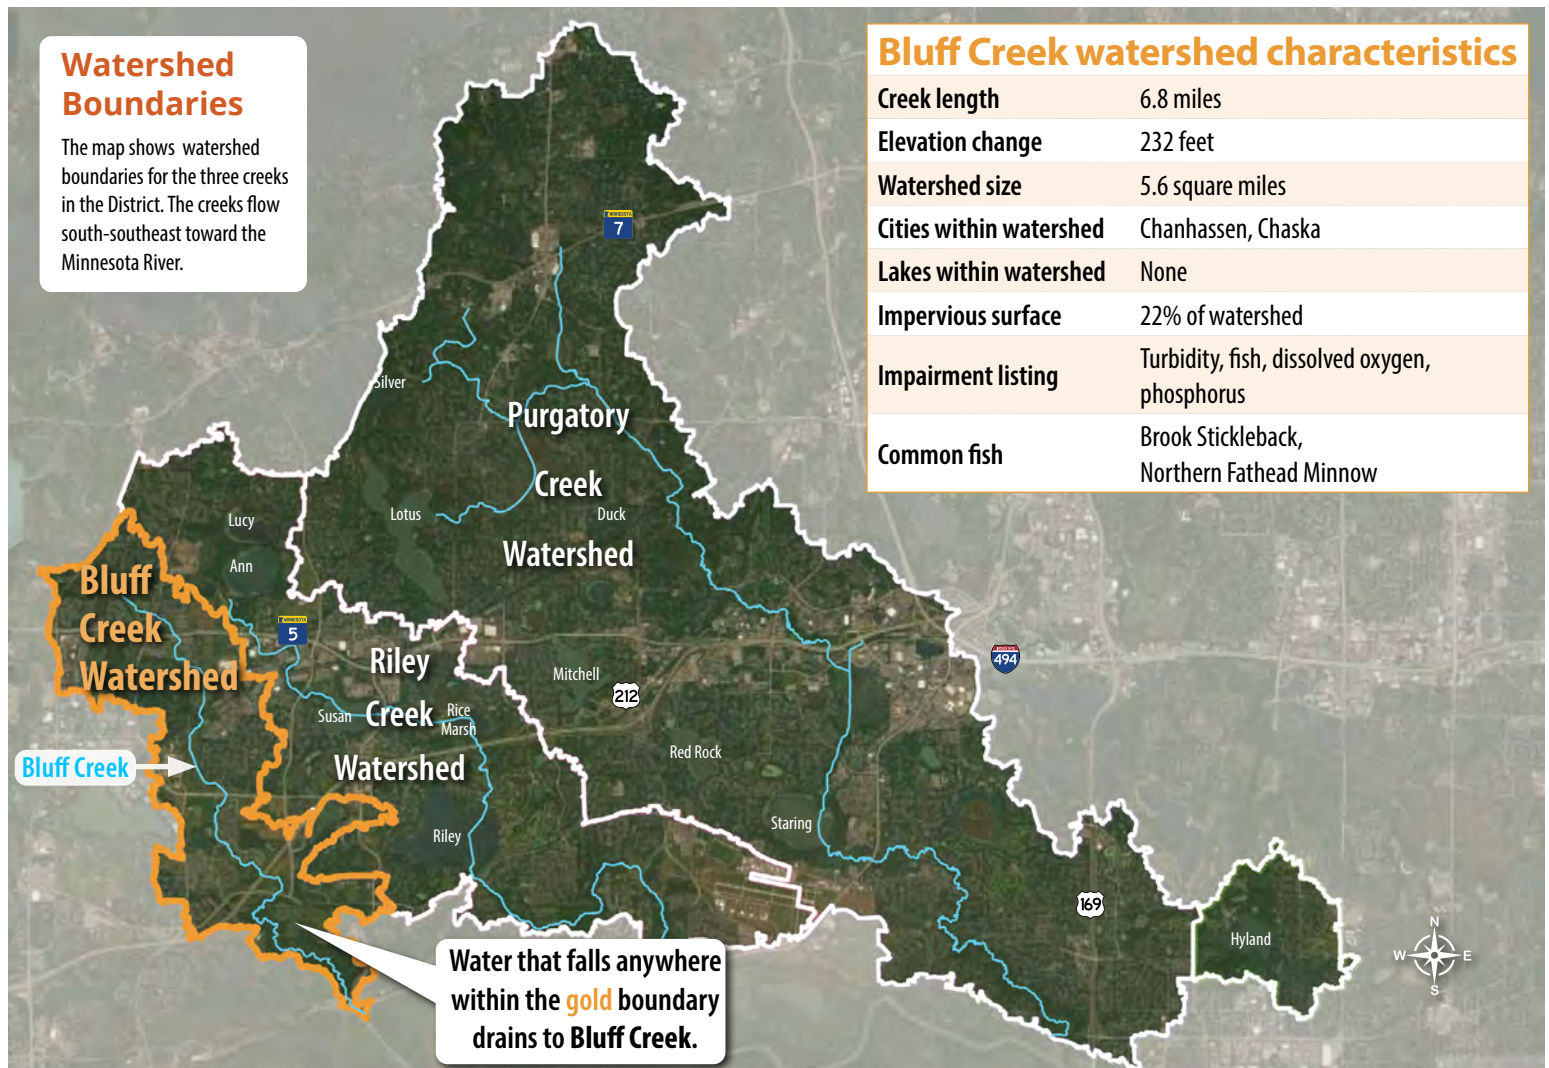 Watershed
Boundaries
The map shows watershed
boundaries for the three creeks
in the District. The creeks flow
south-southeast toward the
Minnesota River.
Bluff Creek watershed characteristics
Creek length 6.8 miles
Elevation change 232 feet
Watershed size 5.6 square miles
Cities within watershed Chanhassen, Chaska
Lakes within watershed None
Impervious surface 22% of watershed
Impairment listing Turbidity, fish, dissolved oxygen,
phosphorus
Common fish Brook Stickleback,
Northern Fathead Minnow
MINNESOTA
7
Silver
Purgatory
Creek
Watershed
Lotus
Duck
Lucy
Ann
Bluff
Creek
Watershed
MINNESOTA
5
Riley
Creek
Watershed
Susan
Rice
Marsh
Mitchell
212
INTERSTATE
494
Red Rock
Bluff Creek
Riley
Staring
169
Hyland
N
W E
S
Water that falls anywhere
within the gold boundary
drains to Bluff Creek.